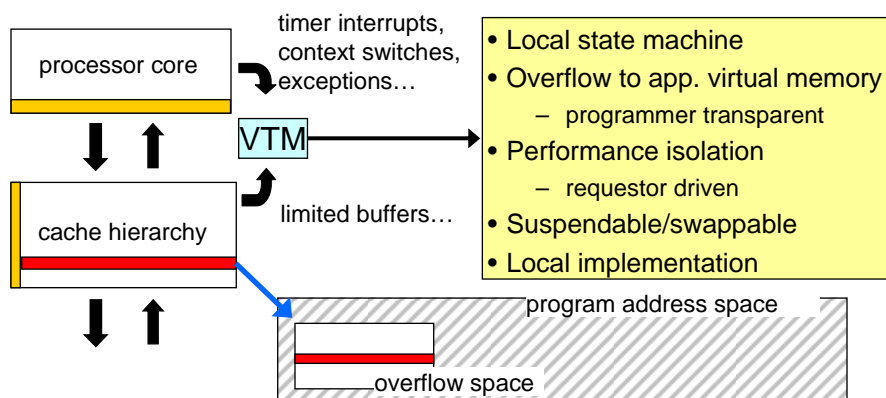 timer interrupts,
context switches,
exceptions…
processor core
VTM
cache hierarchy
limited buffers…
• Local state machine
• Overflow to app. virtual memory
– programmer transparent
• Performance isolation
– requestor driven
• Suspendable/swappable
• Local implementation
program address space
overflow space